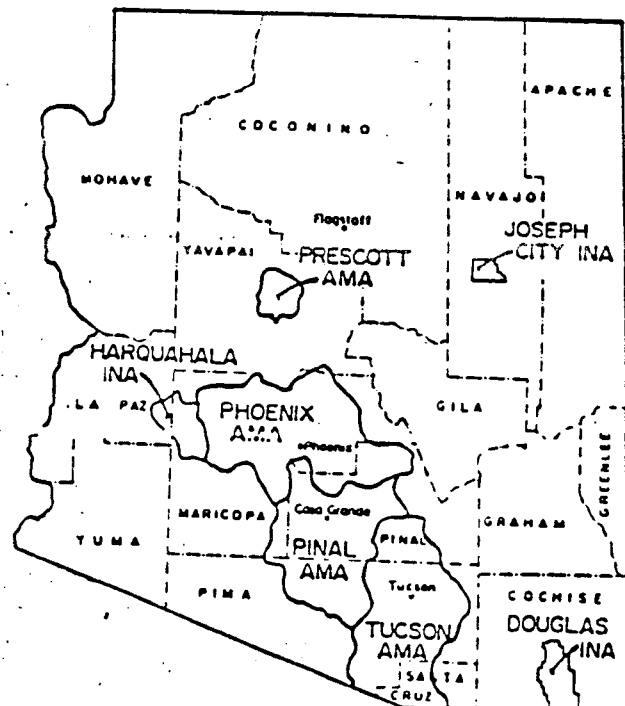 APACHE
COCONINO
MOHAVE
NAVAJO
Flagstaff
JOSEPH
CITY INA
YAVAPAI
PRESCOTT
AMA
HARQUAHALA
INA
LA PAZ
PHOENIX
AMA
Phoenix
GILA
GREENLEE
MARICOPA
Casa Grande
GRAHAM
YUMA
PINAL
PINAL
AMA
PIMA
Tucson
COCHISE
TUCSON
AMA
DOUGLAS
INA
SANTA
CRUZ